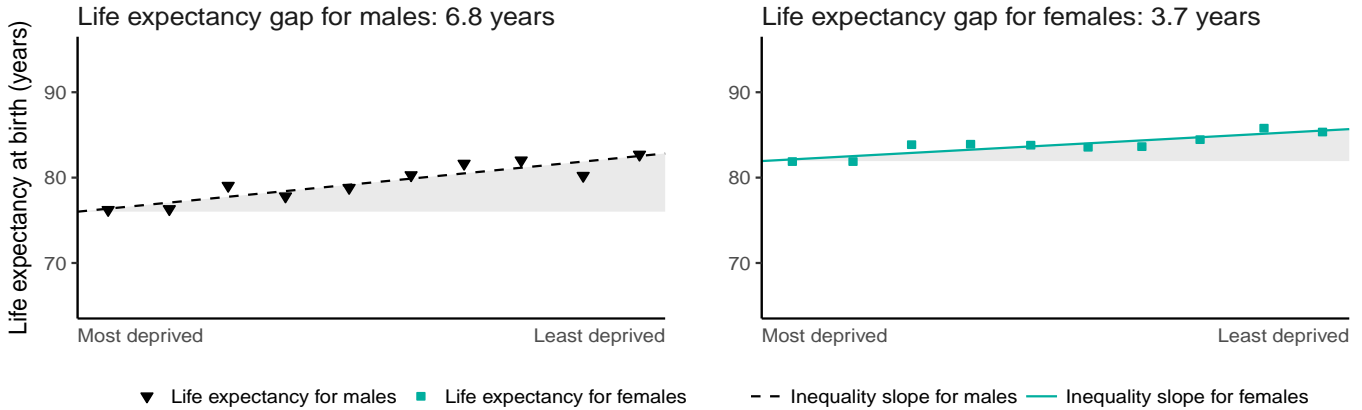 Life expectancy gap for males: 6.8 years
Life expectancy at birth (years)
90
80
70
Most deprived Least deprived
Life expectancy gap for females: 3.7 years
90
80
70
Most deprived Least deprived
Life expectancy for males Life expectancy for females Inequality slope for males Inequality slope for females